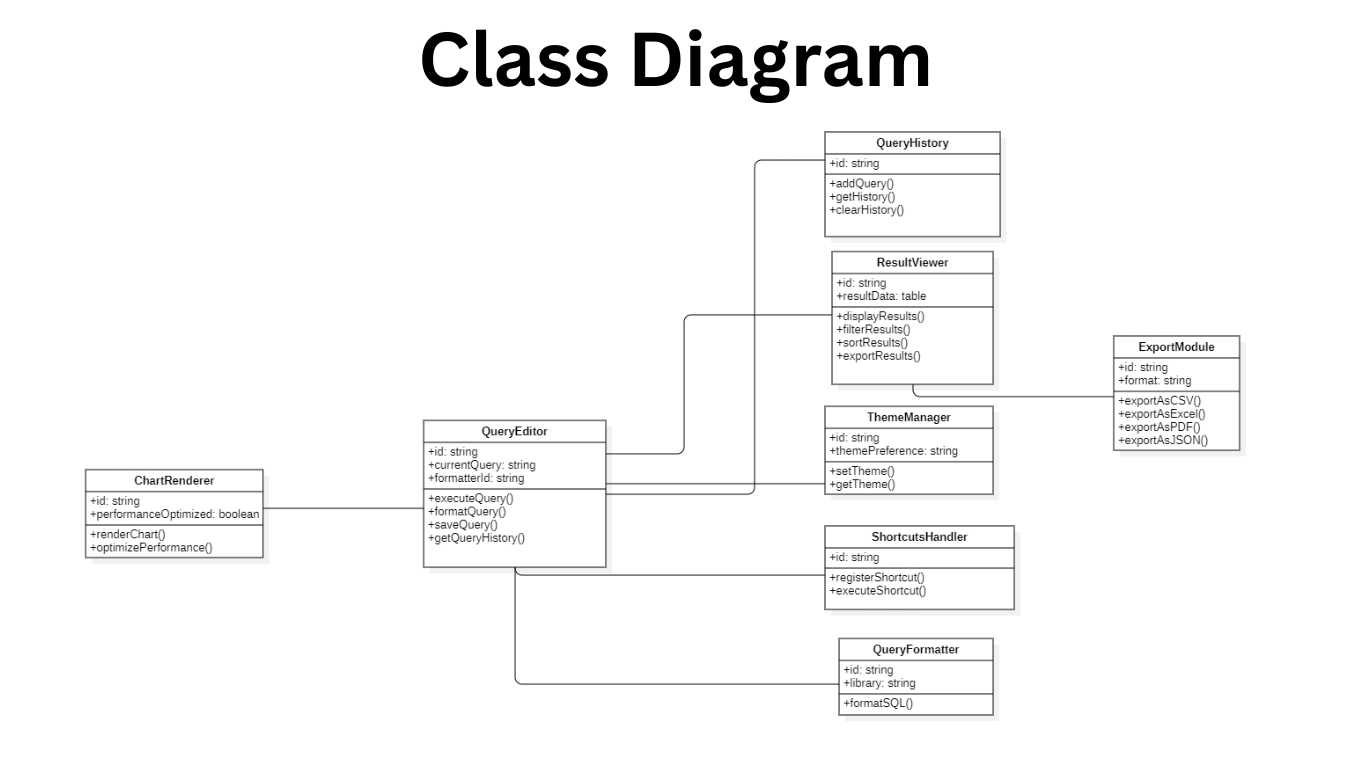 Class Diagram
QueryHistory
+id: string
+addQuery()
+getHistory()
+clearHistory()
ResultViewer
+id: string
+resultData: table
+displayResults()
+filterResults()
+sortResults()
+exportResults()
ExportModule
+id: string
+format: string
+exportAsCSV()
+exportAsExcel()
+exportAsPDF()
+exportAsJSON()
ThemeManager
+id: string
+themePreference: string
+setTheme()
+getTheme()
QueryEditor
+id: string
+currentQuery: string
+formatterId: string
+executeQuery()
+formatQuery()
+saveQuery()
+getQueryHistory()
ChartRenderer
+id: string
+performanceOptimized: boolean
+renderChart()
+optimizePerformance()
ShortcutsHandler
+id: string
+registerShortcut()
+executeShortcut()
QueryFormatter
+id: string
+library: string
+formatSQL()